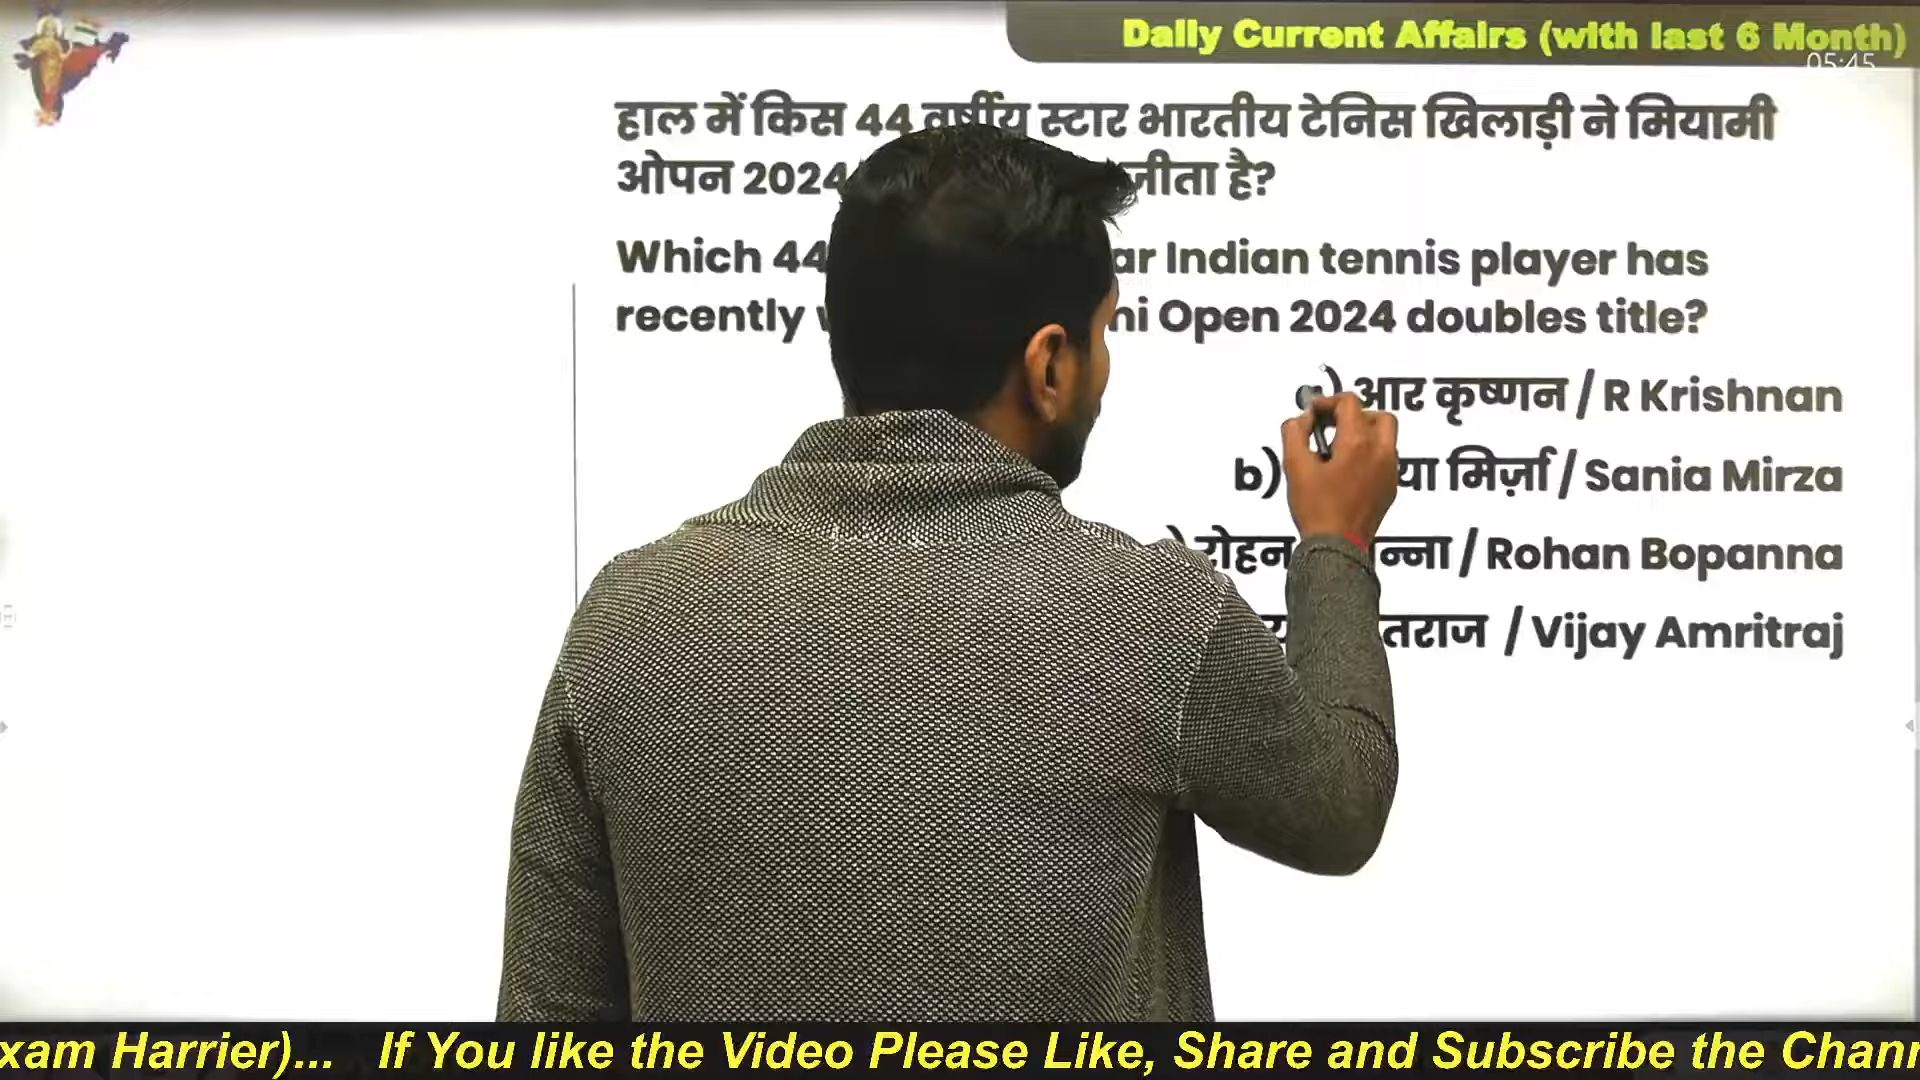 Daily Current Affairs (with last 6 Month)
05:45
हाल में किस 44 वर्षीय स्टार भारतीय टेनिस खिलाड़ी ने मियामी
ओपन 2024 जीता है?
Which 44 ar Indian tennis player has
recently Open 2024 doubles title?
a) आर कृष्णन / R Krishnan
b) या मिर्ज़ा / Sania Mirza
) रोहन न्ना / Rohan Bopanna
तराज / Vijay Amritraj
xam Harrier)... If You like the Video Please Like, Share and Subscribe the Chann